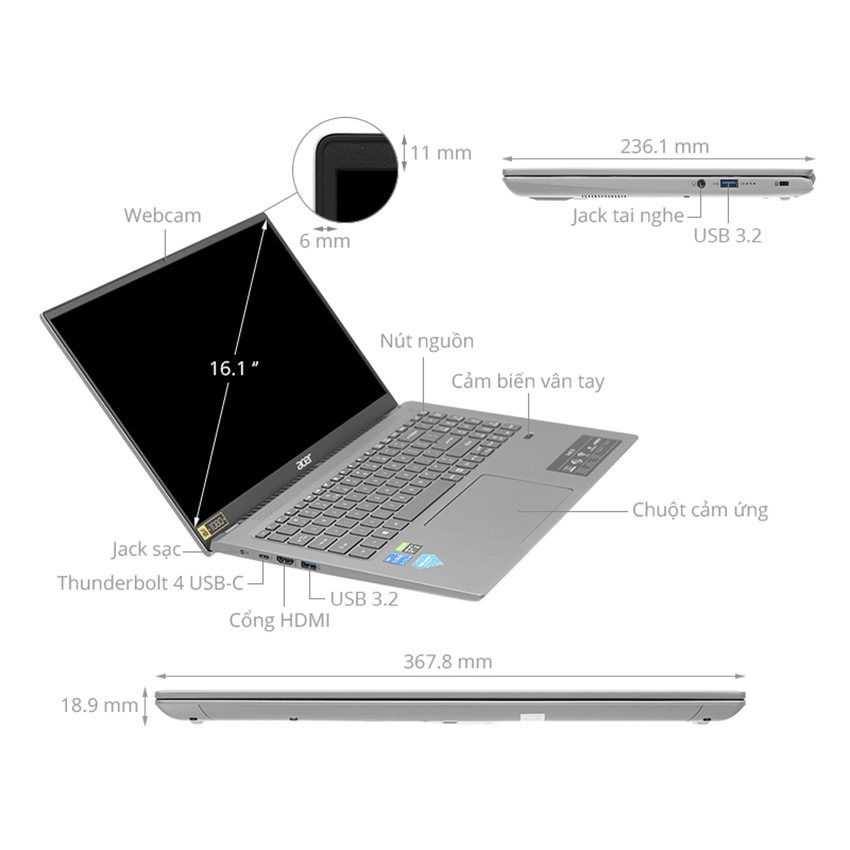 11 mm
236.1 mm
Webcam
Jack tai nghe
6 mm
USB 3.2
Nút nguồn
16.1 ”
Cảm biến vân tay
acer
Chuột cảm ứng
Jack sạc
Thunderbolt 4 USB-C
USB 3.2
Cổng HDMI
367.8 mm
18.9 mm